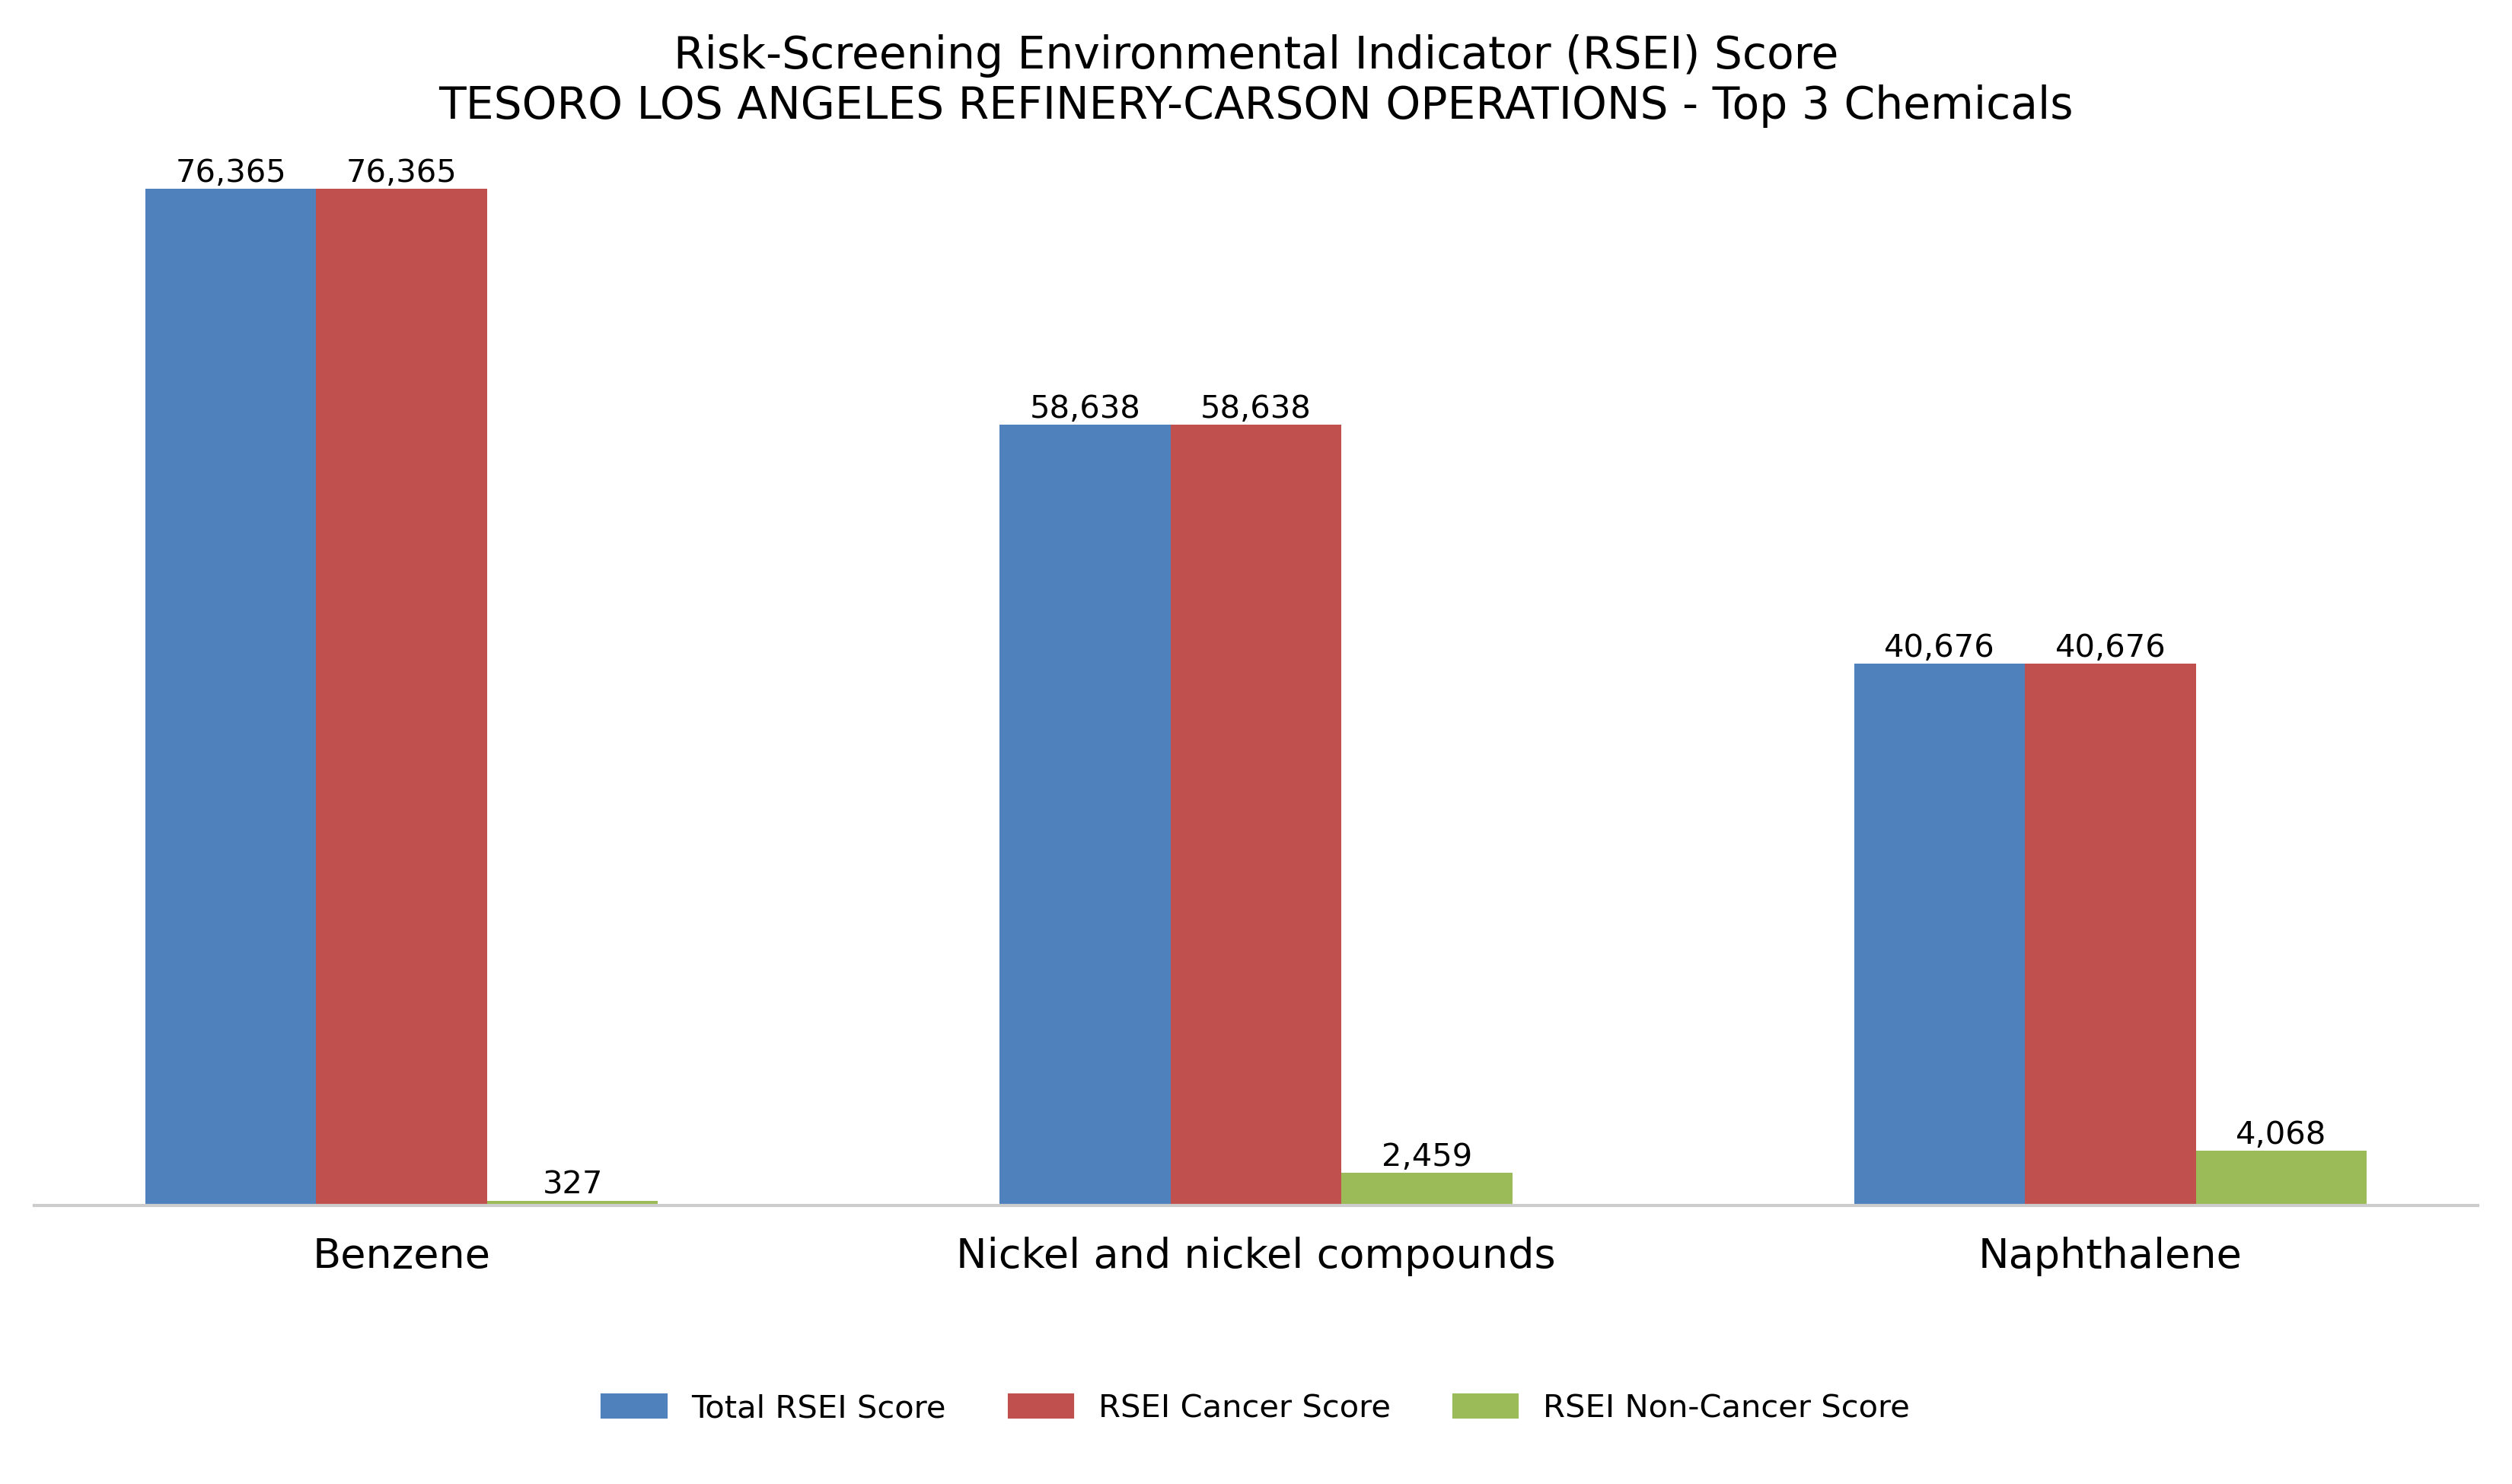 Risk-Screening Environmental Indicator (RSEI) Score
TESORO LOS ANGELES REFINERY-CARSON OPERATIONS - Top 3 Chemicals
76,365 76,365
58,638 58,638
40,676 40,676
4,068
2,459
327
Benzene Nickel and nickel compounds Naphthalene
Total RSEI Score RSEI Cancer Score RSEI Non-Cancer Score